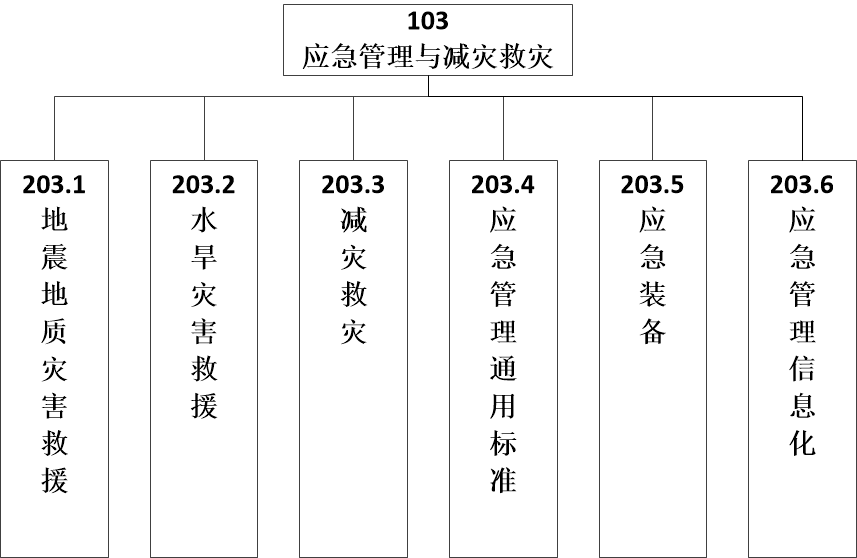 103
应急管理与减灾救灾
203.1
地震地质灾害救援
203.2
水旱灾害救援
203.3
减灾救灾
203.4
应急管理通用标准
203.5
应急装备
203.6
应急管理信息化